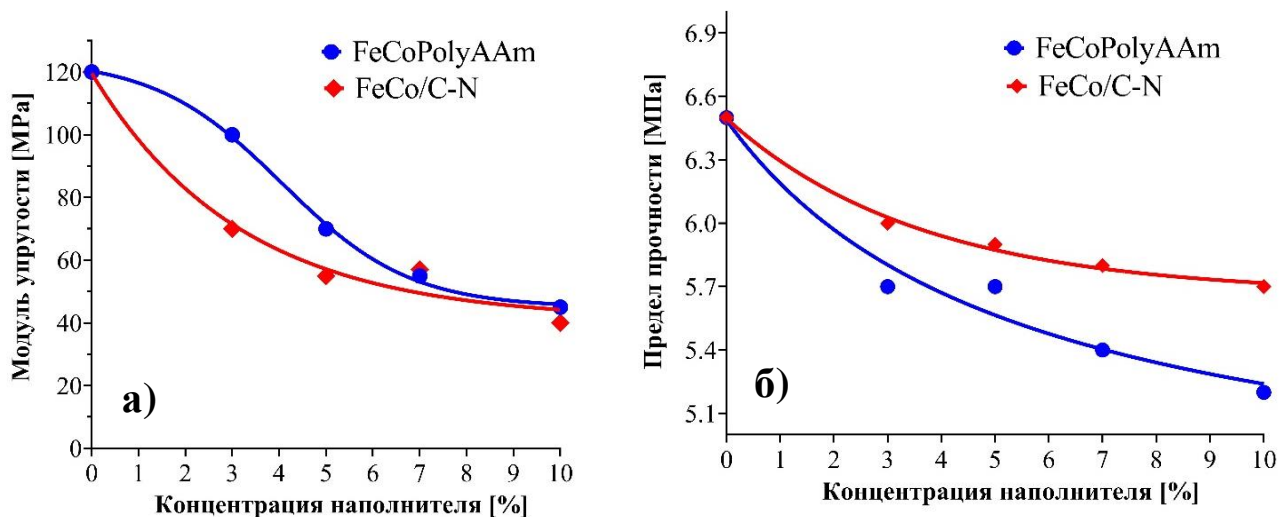 FeCoPolyAAm
FeCo/C-N
Модуль упругости [MPa]
120
100
80
60
40
20
0
а)
0 1 2 3 4 5 6 7 8 9 10
Концентрация наполнителя [%]
FeCoPolyAAm
FeCo/C-N
Предел прочности [МПа]
6.9
6.6
6.3
6.0
5.7
5.4
5.1
б)
0 1 2 3 4 5 6 7 8 9 10
Концентрация наполнителя [%]